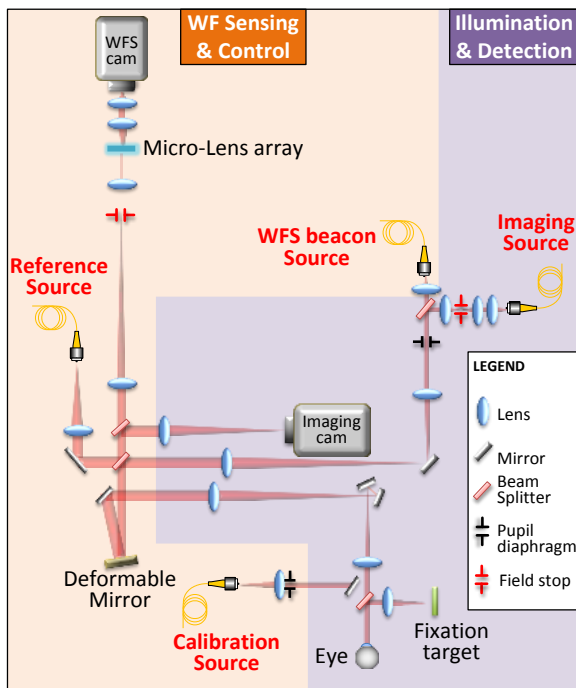 WF Sensing
& Control
Illumination
& Detection
WFS
cam
Micro-Lens array
WFS beacon
Source
Imaging
Source
Reference
Source
Imaging
cam
LEGEND
Lens
Mirror
Beam
Splitter
Pupil
diaphragm
Field stop
Deformable
Mirror
Calibration
Source
Eye
Fixation
target